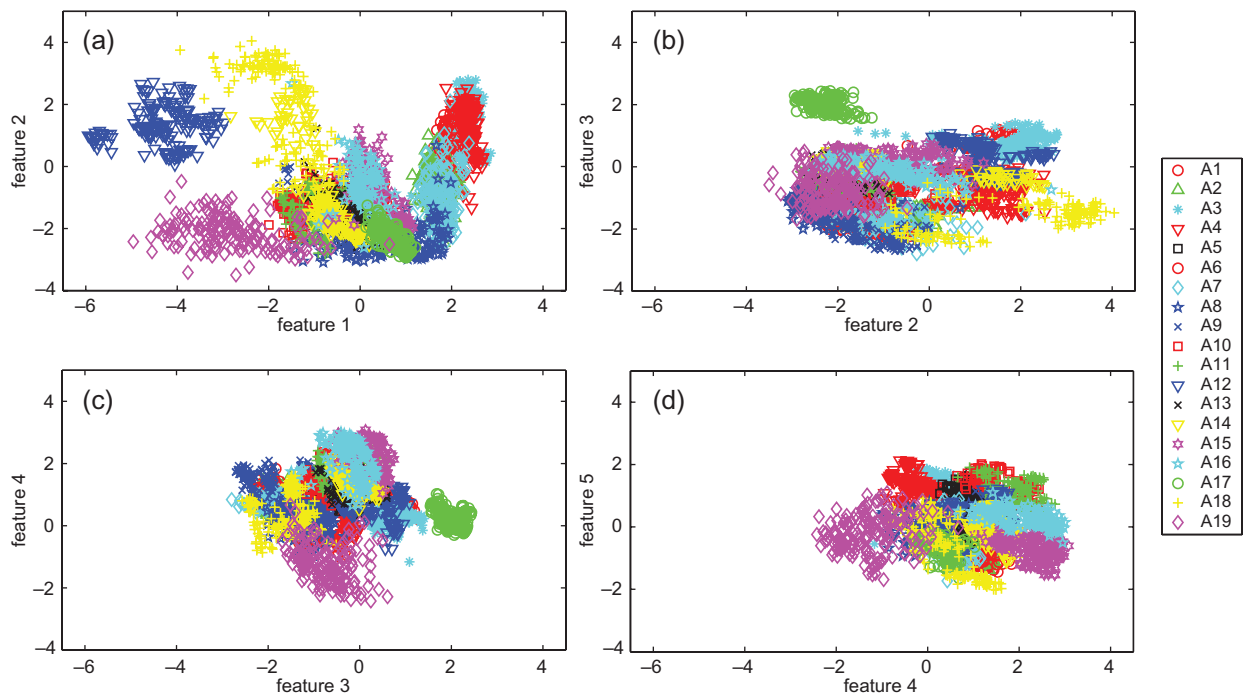 (a)
feature 2
4
2
0
–2
–4
–6
–4
–2
0
2
4
feature 1
(b)
feature 3
4
2
0
–2
–4
–6
–4
–2
0
2
4
feature 2
(c)
feature 4
4
2
0
–2
–4
–6
–4
–2
0
2
4
feature 3
(d)
feature 5
4
2
0
–2
–4
–6
–4
–2
0
2
4
feature 4
A1
A2
A3
A4
A5
A6
A7
A8
A9
A10
A11
A12
A13
A14
A15
A16
A17
A18
A19